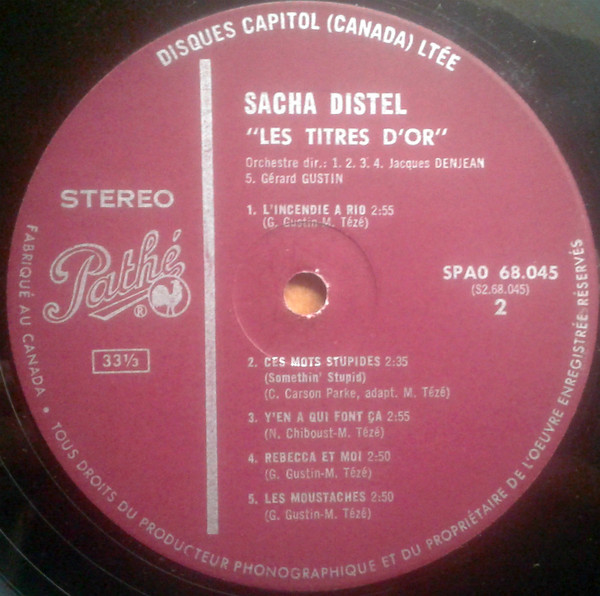 DISQUES CAPITOL (CANADA) LTÉE
SACHA DISTEL
"LES TITRES D'OR"
Orchestre dir.: 1. 2. 3. 4. Jacques DENJEAN
5. Gérard GUSTIN
STEREO
Pathé
®
33⅓
1. L'INCENDIE A RIO 2:55
(G. Gustin-M. Tézé)
SPAO 68.045
(S2.68.045)
2
2. CES MOTS STUPIDES 2:35
(Somethin' Stupid)
(C. Carson Parke, adapt. M. Tézé)
3. Y'EN A QUI FONT ÇA 2:55
(N. Chiboust-M. Tézé)
4. REBECCA ET MOI 2:50
(G. Gustin-M. Tézé)
5. LES MOUSTACHES 2:50
(G. Gustin-M. Tézé)
FABRIQUÉ AU CANADA • TOUS DROITS DU PRODUCTEUR PHONOGRAPHIQUE ET DU PROPRIÉTAIRE DE L'OEUVRE ENREGISTRÉE RÉSERVÉS